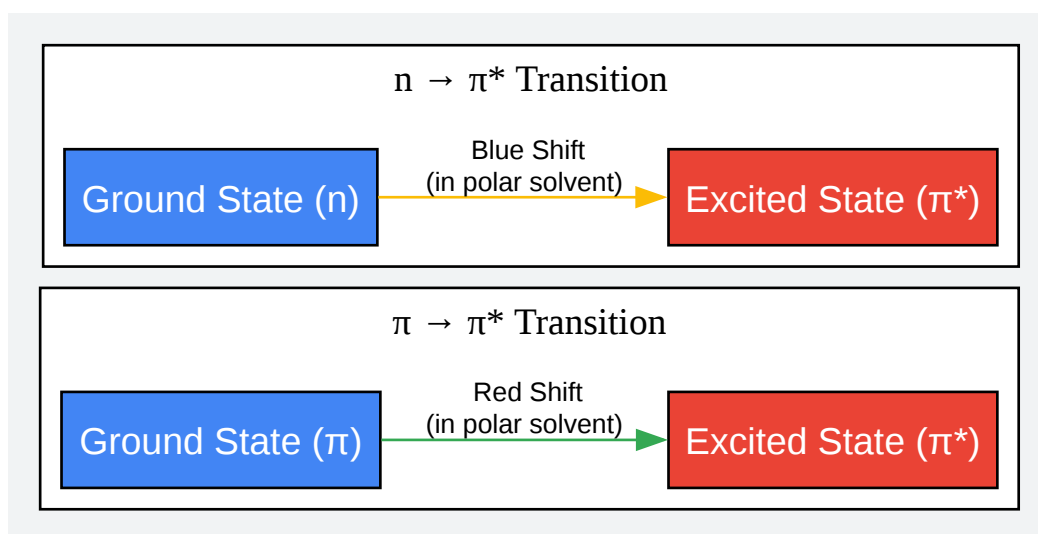 n → π* Transition
Blue Shift
(in polar solvent)
Ground State (n)
Excited State (π*)
π → π* Transition
Red Shift
(in polar solvent)
Ground State (π)
Excited State (π*)